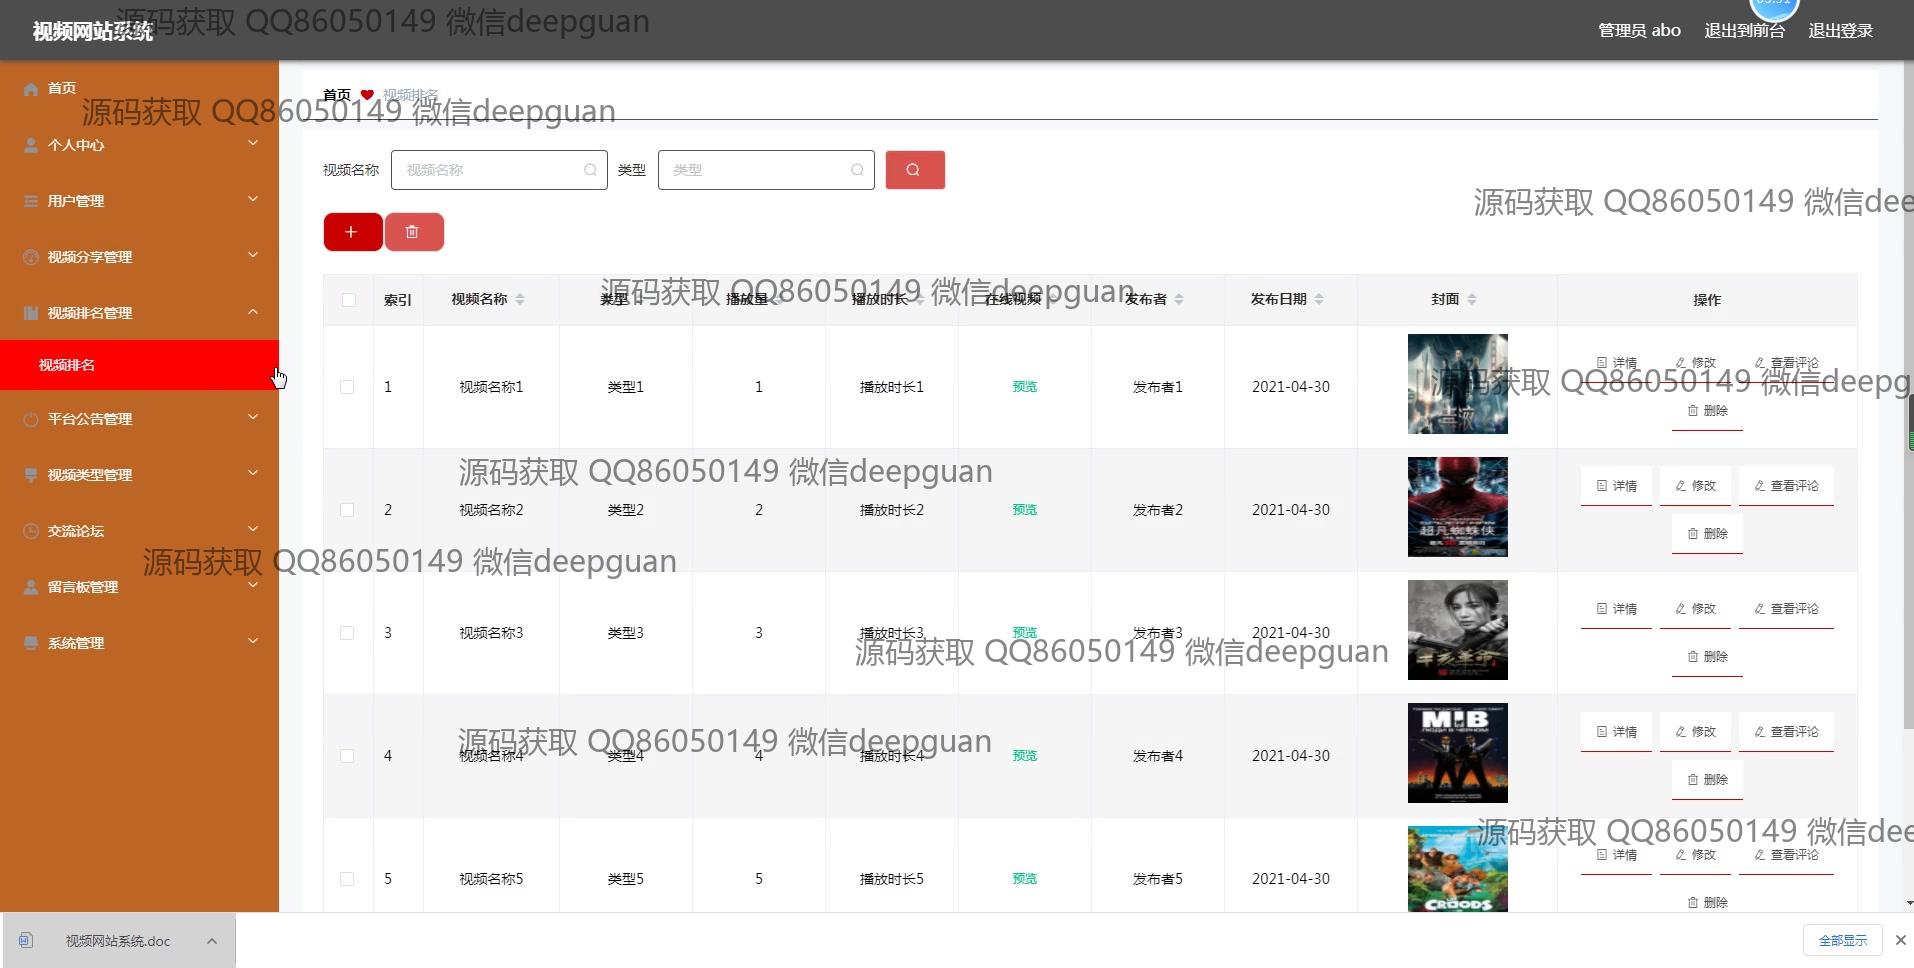 视频网站系统
源码获取 QQ86050149 微信deepguan
管理员 abo 退出到前台 退出登录
首页
首页 视频排名
源码获取 QQ86050149 微信deepguan
个人中心
视频名称 视频名称 类型 类型
用户管理
源码获取 QQ86050149 微信dee
视频分享管理
源码获取 QQ86050149 微信deepguan
索引 视频名称 类型 播放量 播放时长 在线视频 发布者 发布日期 封面 操作
视频排名管理
视频排名
详情 修改 查看评论
源码获取 QQ86050149 微信deepg
1 视频名称1 类型1 1 播放时长1 预览 发布者1 2021-04-30
删除
平台公告管理
源码获取 QQ86050149 微信deepguan
视频类型管理
详情 修改 查看评论
2 视频名称2 类型2 2 播放时长2 预览 发布者2 2021-04-30
超凡蜘蛛侠
交流论坛
删除
源码获取 QQ86050149 微信deepguan
留言板管理
详情 修改 查看评论
3 视频名称3 类型3 3 播放时长3 预览 发布者3 2021-04-30
系统管理
源码获取 QQ86050149 微信deepguan
辛亥革命
删除
MIB
ЛЮДИ В ЧЕРНОМ
详情 修改 查看评论
源码获取 QQ86050149 微信deepguan
4 视频名称4 类型4 4 播放时长4 预览 发布者4 2021-04-30
删除
源码获取 QQ86050149 微信dee
详情 修改 查看评论
5 视频名称5 类型5 5 播放时长5 预览 发布者5 2021-04-30
CROODS
删除
视频网站系统.doc
全部显示